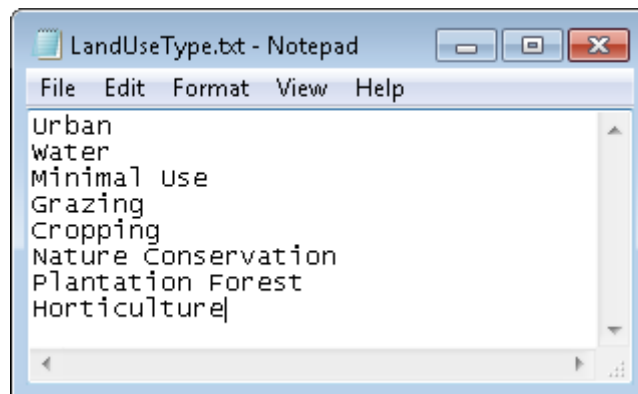 LandUseType.txt - Notepad
File Edit Format View Help
Urban
Water
Minimal Use
Grazing
Cropping
Nature Conservation
Plantation Forest
Horticulture